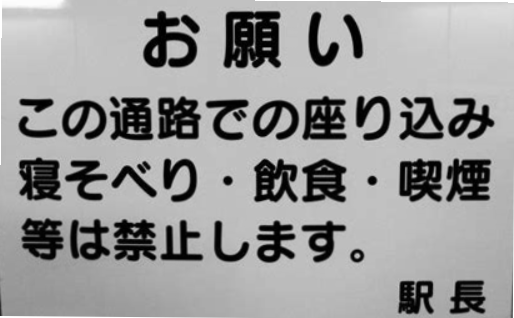 お願い
この通路での座り込み
寝そべり・飲食・喫煙
等は禁止します。
駅長